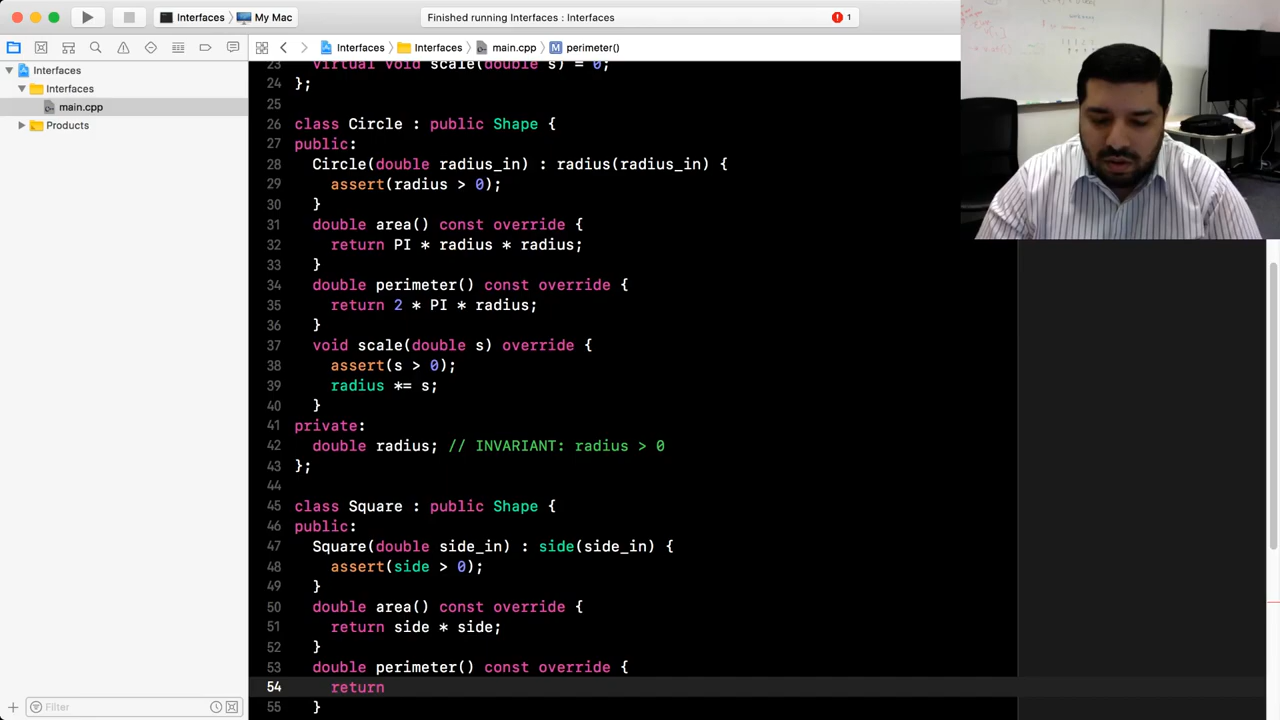 Interfaces
My Mac
Finished running Interfaces : Interfaces
1
Interfaces
Interfaces
main.cpp
M
perimeter()
Interfaces
Interfaces
main.cpp
Products
23 virtual void scale(double s) = 0;
24 };
25
26 class Circle : public Shape {
27 public:
28 Circle(double radius_in) : radius(radius_in) {
29 assert(radius > 0);
30 }
31 double area() const override {
32 return PI * radius * radius;
33 }
34 double perimeter() const override {
35 return 2 * PI * radius;
36 }
37 void scale(double s) override {
38 assert(s > 0);
39 radius *= s;
40 }
41 private:
42 double radius; // INVARIANT: radius > 0
43 };
44
45 class Square : public Shape {
46 public:
47 Square(double side_in) : side(side_in) {
48 assert(side > 0);
49 }
50 double area() const override {
51 return side * side;
52 }
53 double perimeter() const override {
54 return
55 }
Filter